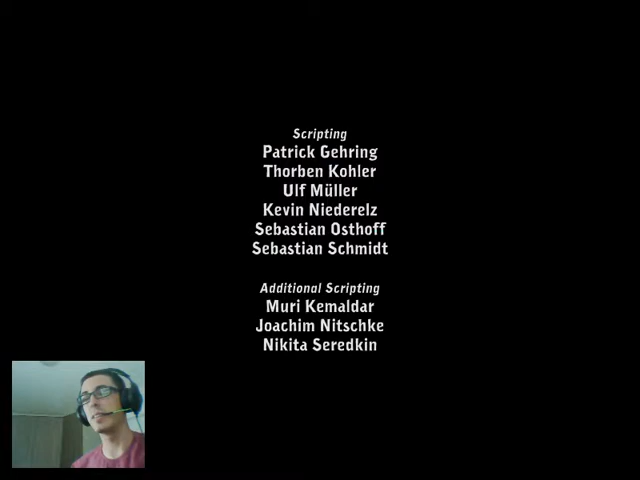 Scripting
Patrick Gehring
Thorben Kohler
Ulf Müller
Kevin Niederelz
Sebastian Osthoff
Sebastian Schmidt
Additional Scripting
Muri Kemaldar
Joachim Nitschke
Nikita Seredkin